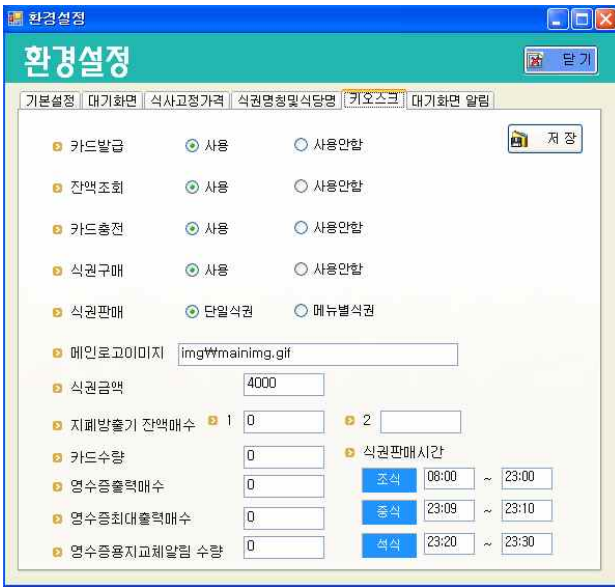 환경설정
환경설정
닫기
기본설정 대기화면 식사고정가격 식권명칭및식당명 키오스크 대기화면 알림
저장
카드발급 사용 사용안함
잔액조회 사용 사용안함
카드충전 사용 사용안함
식권구매 사용 사용안함
식권판매 단일식권 메뉴별식권
메인로고이미지 img₩mainimg.gif
식권금액 4000
지폐방출기 잔액매수 1 0 2
카드수량 0 식권판매시간
영수증출력매수 0 조식 08:00 ~ 23:00
영수증최대출력매수 0 중식 23:09 ~ 23:10
영수증용지교체알림 수량 0 석식 23:20 ~ 23:30